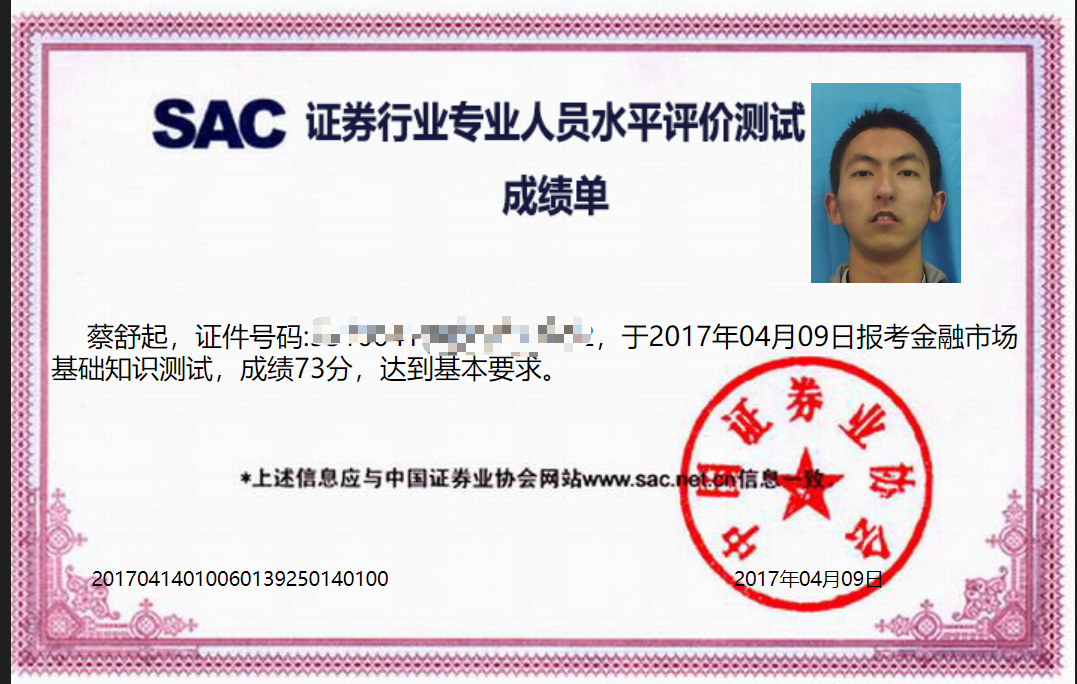 SAC 证券行业专业人员水平评价测试
成绩单
蔡舒起，证件号码:，于2017年04月09日报考金融市场
基础知识测试，成绩73分，达到基本要求。
*上述信息应与中国证券业协会网站www.sac.net.cn信息一致。
中国证券业协会
20170414010060139250140100
2017年04月09日